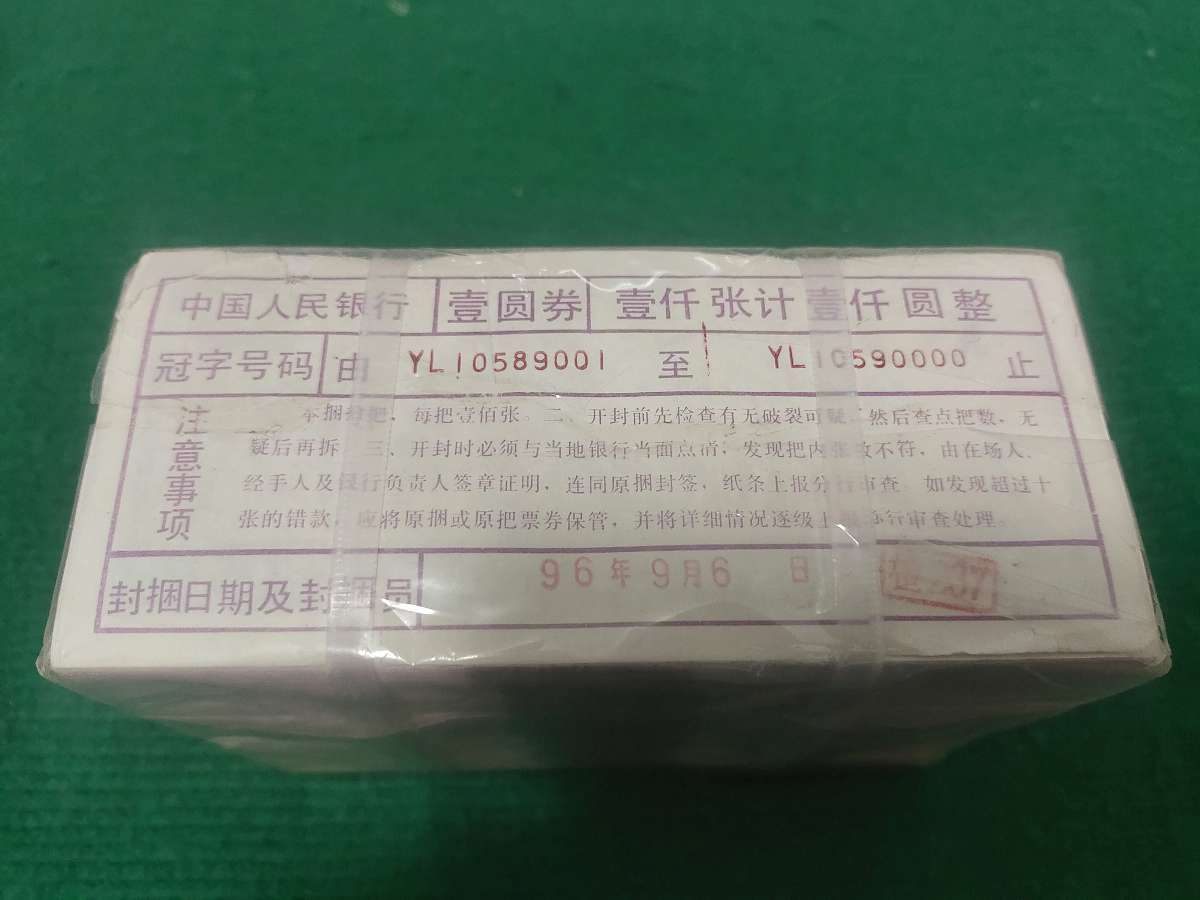 中国人民银行 壹圆券 壹仟张计壹仟圆整
冠字号码 由 YL10589001 至 YL10590000 止
注意事项
本捆拾把，每把壹佰张。二、开封前先检查有无破裂可疑，然后查点把数，无
疑后再拆。三、开封时必须与当地银行当面点清，发现把内张数不符，由在场人、
经手人及银行负责人签章证明，连同原捆封签，纸条上报分行审查。如发现超过十
张的错款，应将原捆或原把票券保管，并将详细情况逐级上报总行审查处理。
封捆日期及封捆员 96年9月6日